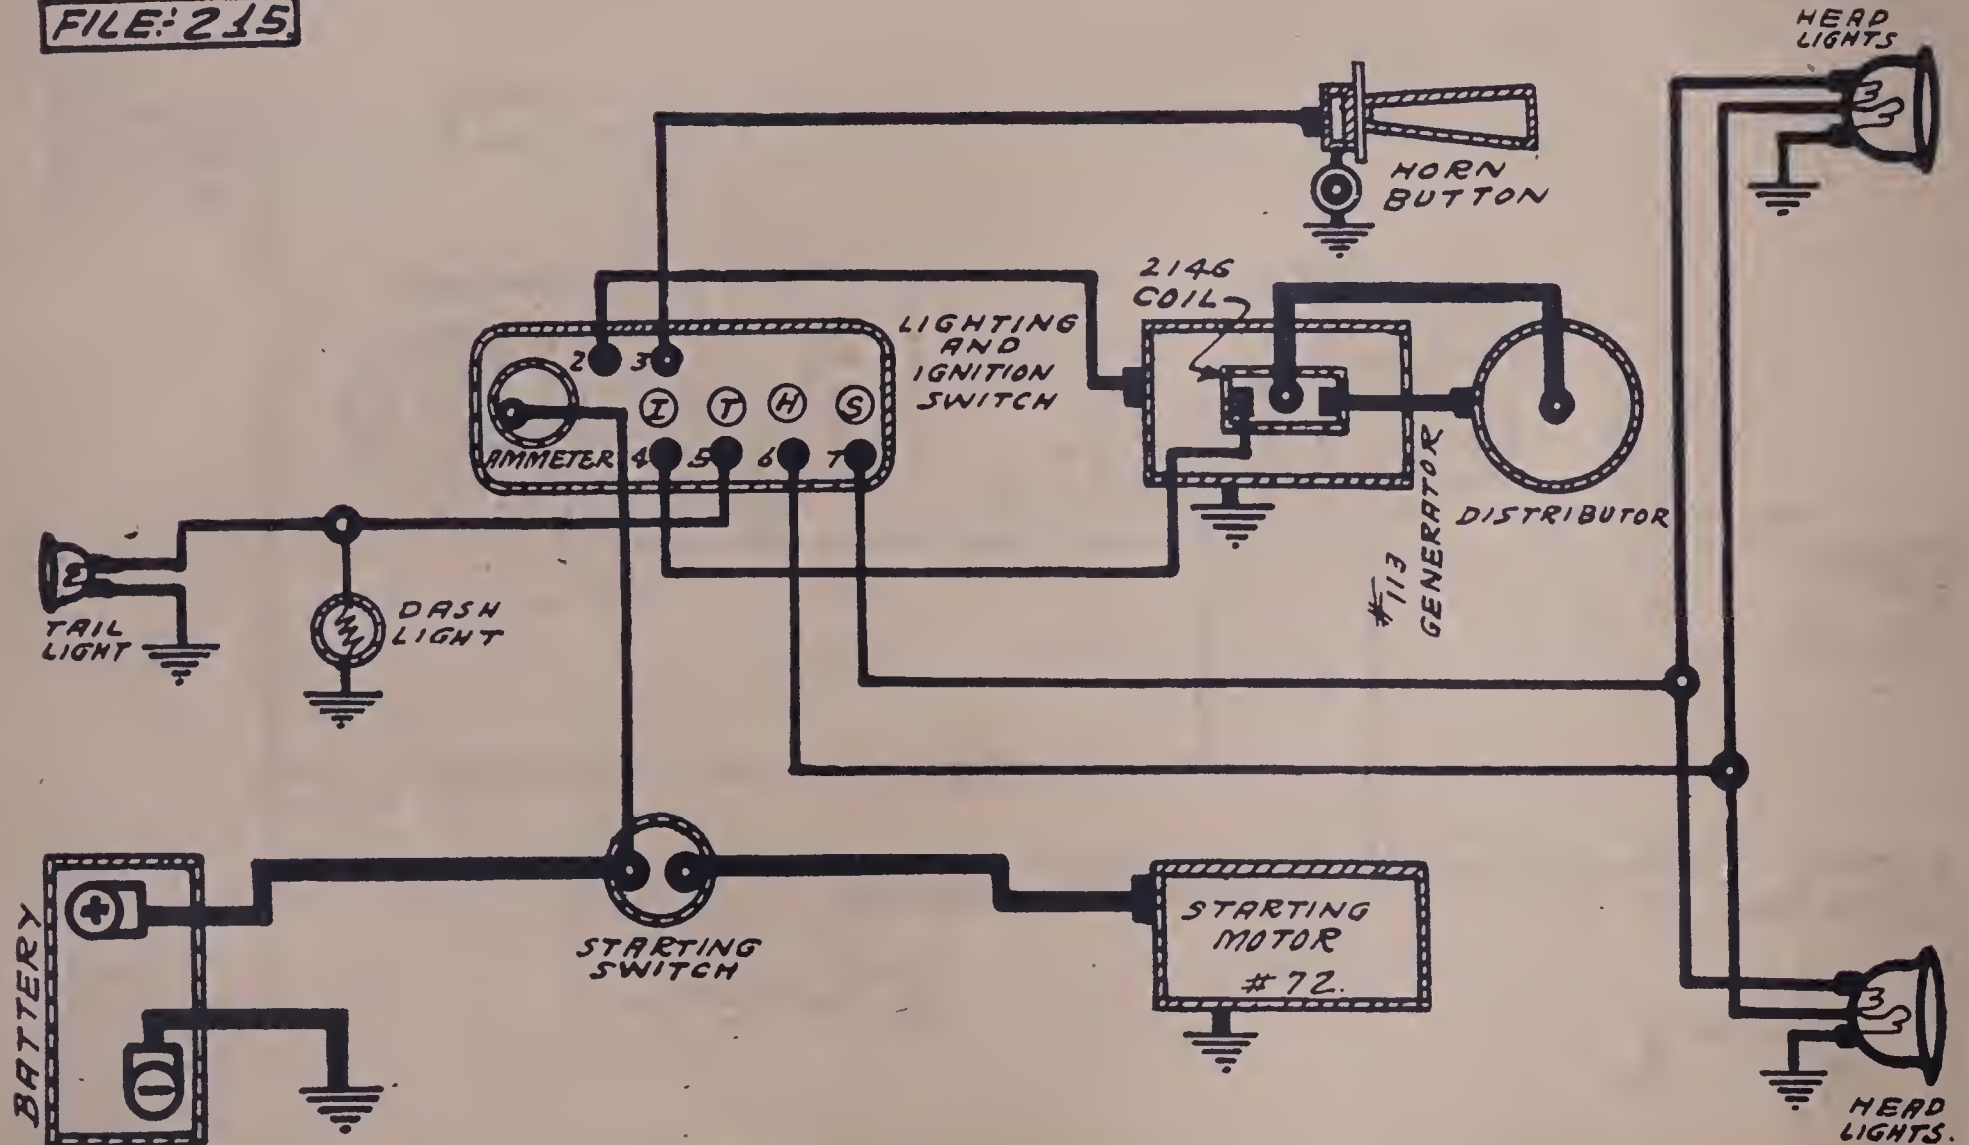 FILE: 215.
HEAD
LIGHTS
HORN
BUTTON
2146
COIL
LIGHTING
AND
IGNITION
SWITCH
2 3
I T H S
AMMETER 4 5 6 7
#113
GENERATOR
DISTRIBUTOR
TAIL
LIGHT
DASH
LIGHT
BATTERY
+
−
STARTING
SWITCH
STARTING
MOTOR
#72.
HEAD
LIGHTS.